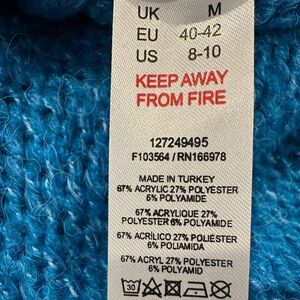 UK M
EU 40-42
US 8-10
KEEP AWAY
FROM FIRE
127249495
F103564 / RN166978
MADE IN TURKEY
67% ACRYLIC 27% POLYESTER
6% POLYAMIDE
67% ACRYLIQUE 27%
POLYESTER 6% POLYAMIDE
67% ACRÍLICO 27% POLIÉSTER
6% POLIAMIDA
67% ACRYL 27% POLYESTER
6% POLYAMID
30